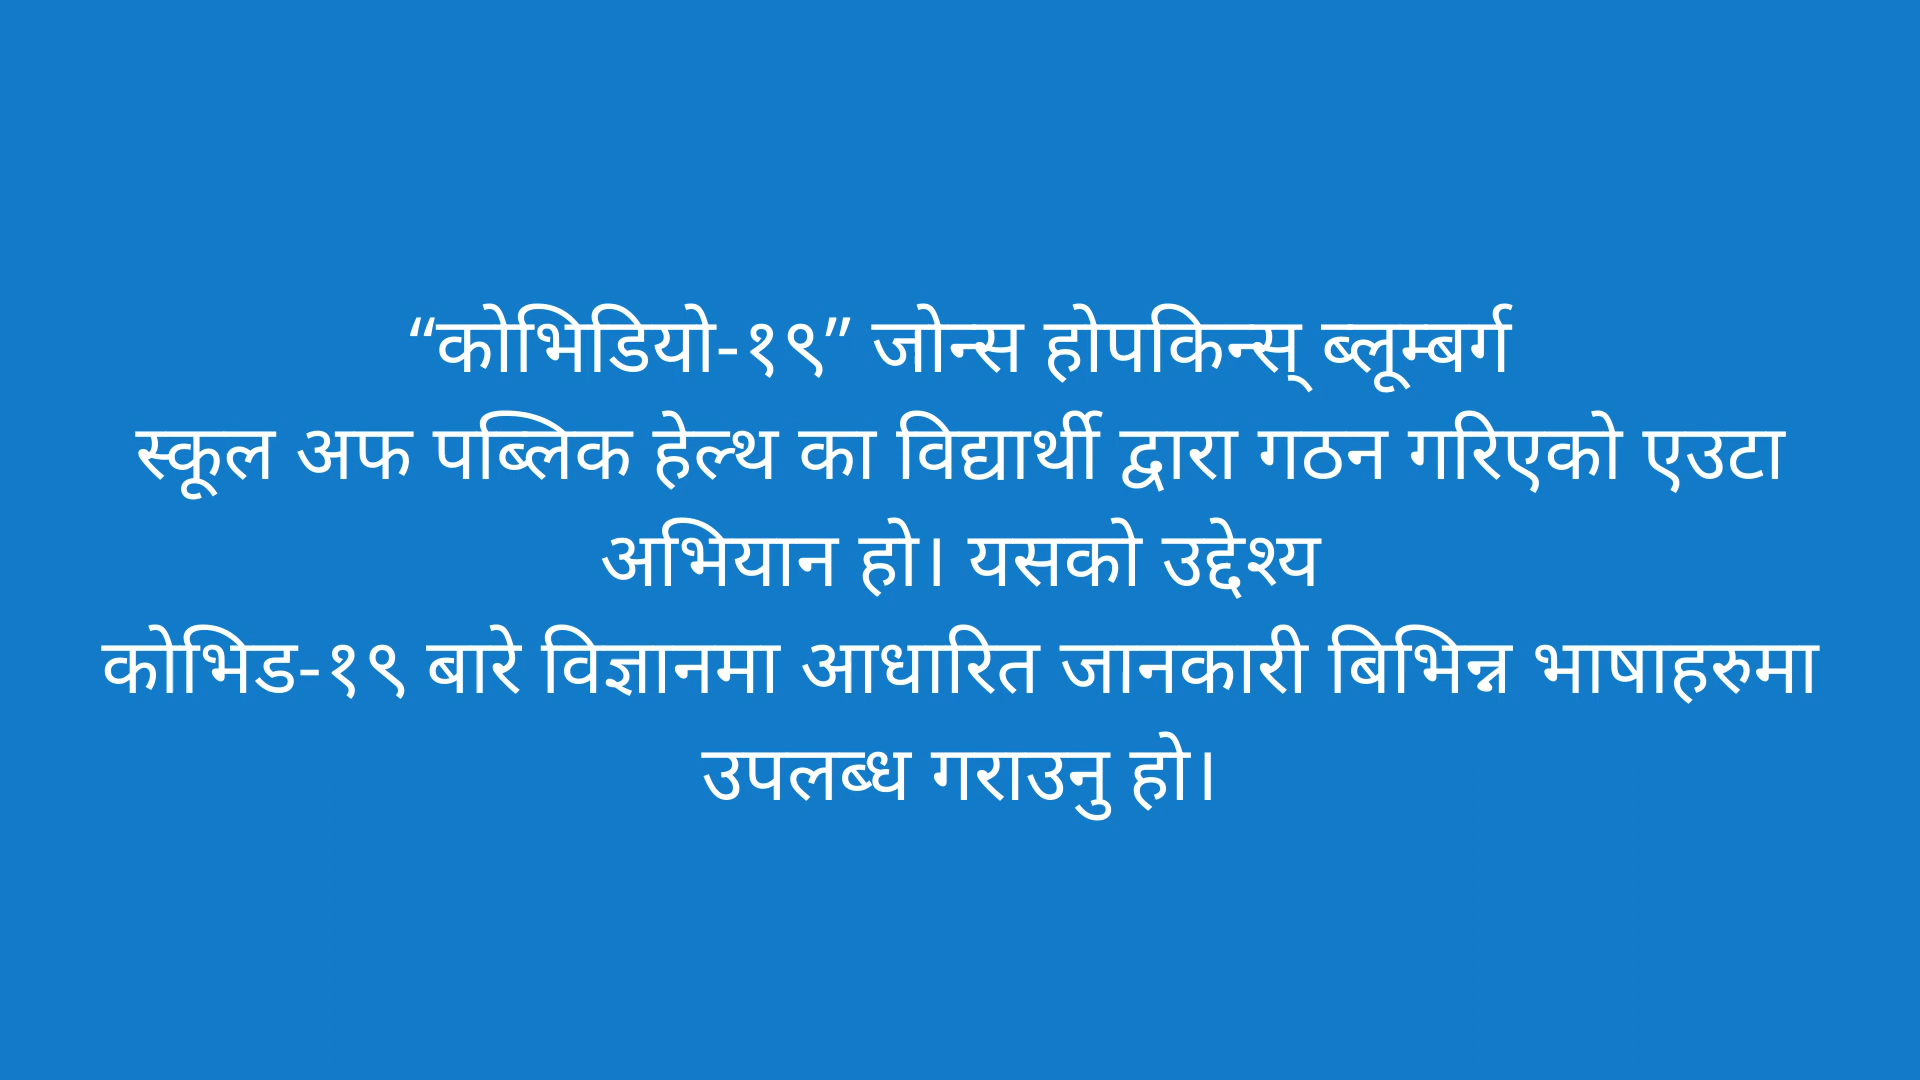 “कोभिडियो-१९” जोन्स होपकिन्स् ब्लूम्बर्ग
स्कूल अफ पब्लिक हेल्थ का विद्यार्थी द्वारा गठन गरिएको एउटा
अभियान हो। यसको उद्देश्य
कोभिड-१९ बारे विज्ञानमा आधारित जानकारी बिभिन्न भाषाहरुमा
उपलब्ध गराउनु हो।